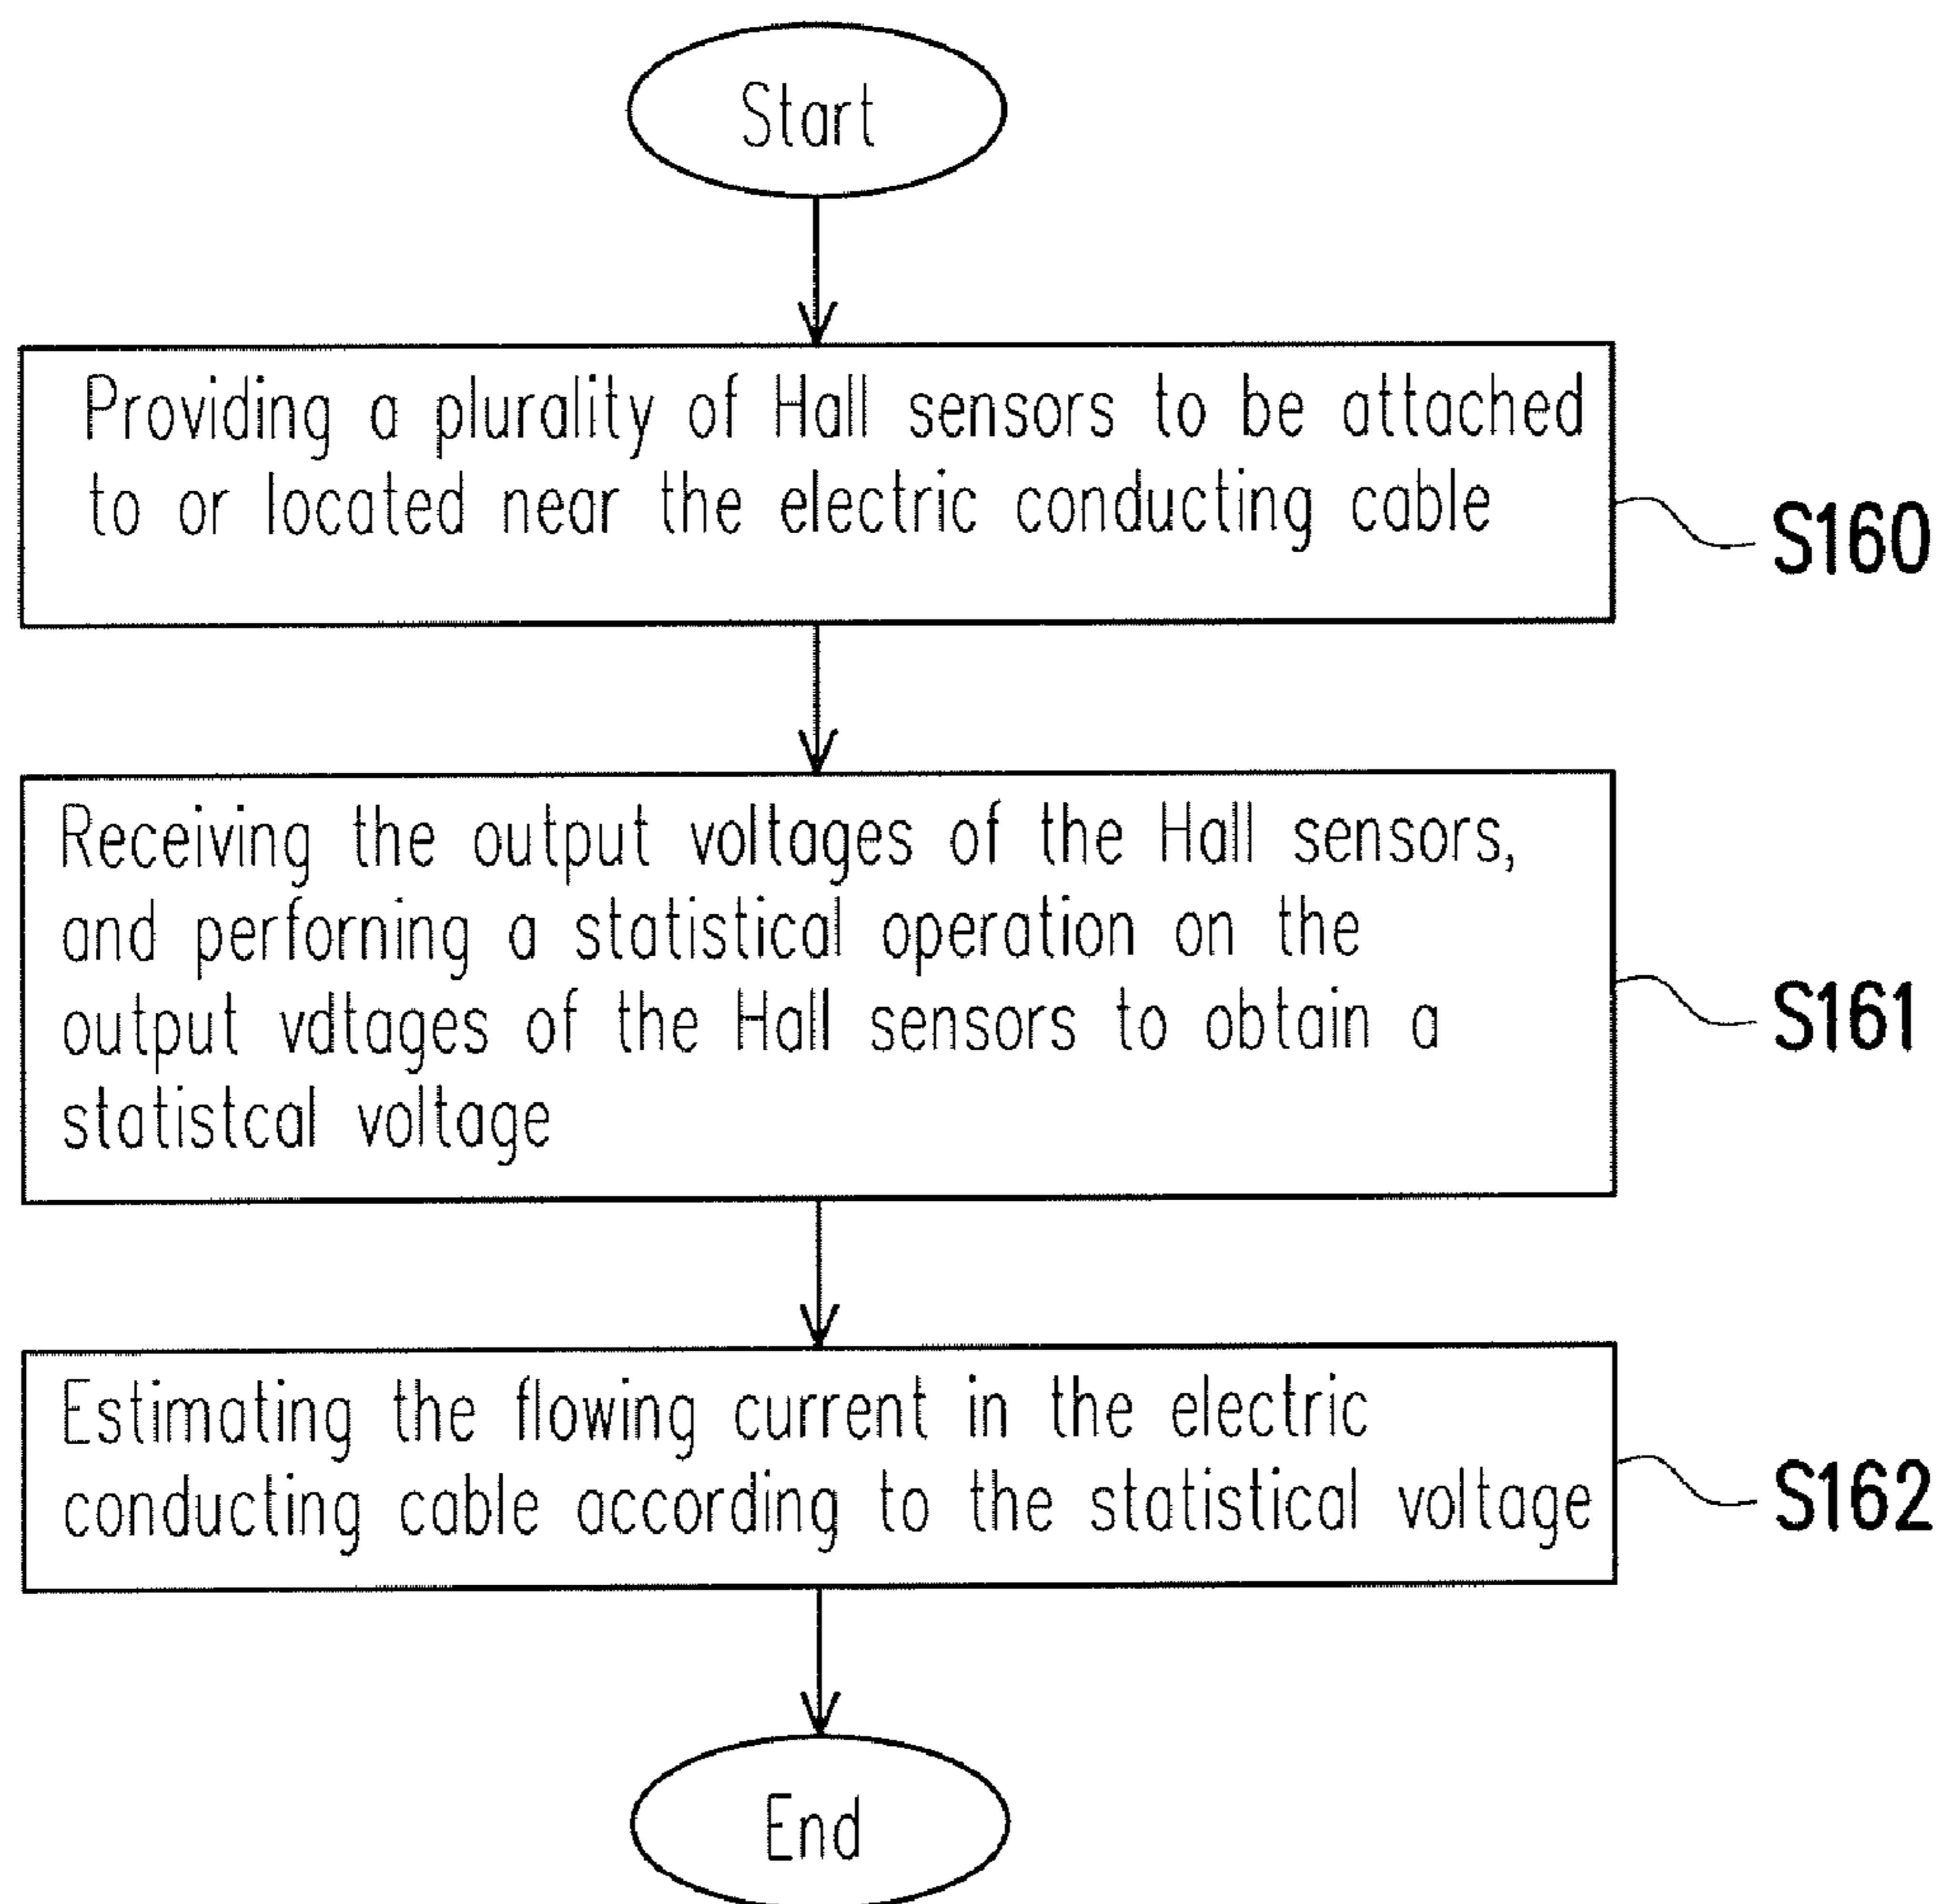 Start
Providing a plurality of Hall sensors to be attached
to or located near the electric conducting cable
S160
Receiving the output voltages of the Hall sensors,
and perforning a statistical operation on the
output vdtages of the Hall sensors to obtain a
statistcal voltage
S161
Estimating the flowing current in the electric
conducting cable according to the statistical voltage
S162
End